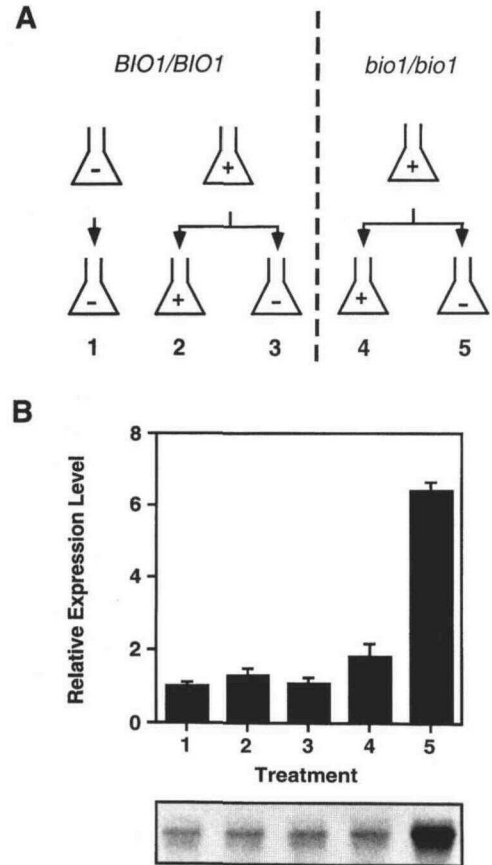 A
BIO1/BIO1 bio1/bio1
- + +
- + - + -
1 2 3 4 5
B
Relative Expression Level
8
6
4
2
0
1 2 3 4 5
Treatment